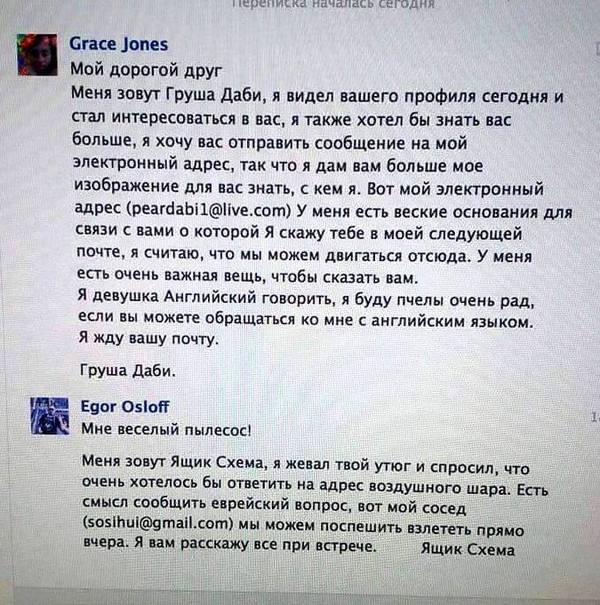 Переписка началась сегодня
Grace Jones
Мой дорогой друг
Меня зовут Груша Даби, я видел вашего профиля сегодня и
стал интересоваться в вас, я также хотел бы знать вас
больше, я хочу вас отправить сообщение на мой
электронный адрес, так что я дам вам больше мое
изображение для вас знать, с кем я. Вот мой электронный
адрес (peardabi1@live.com) У меня есть веские основания для
связи с вами о которой Я скажу тебе в моей следующей
почте, я считаю, что мы можем двигаться отсюда. У меня
есть очень важная вещь, чтобы сказать вам.
Я девушка Английский говорить, я буду пчелы очень рад,
если вы можете обращаться ко мне с английским языком.
Я жду вашу почту.
Груша Даби.
Egor Osloff
Мне веселый пылесос!
Меня зовут Ящик Схема, я жевал твой утюг и спросил, что
очень хотелось бы ответить на адрес воздушного шара. Есть
смысл сообщить еврейский вопрос, вот мой сосед
(sosihui@gmail.com) мы можем поспешить взлететь прямо
вчера. Я вам расскажу все при встрече. Ящик Схема